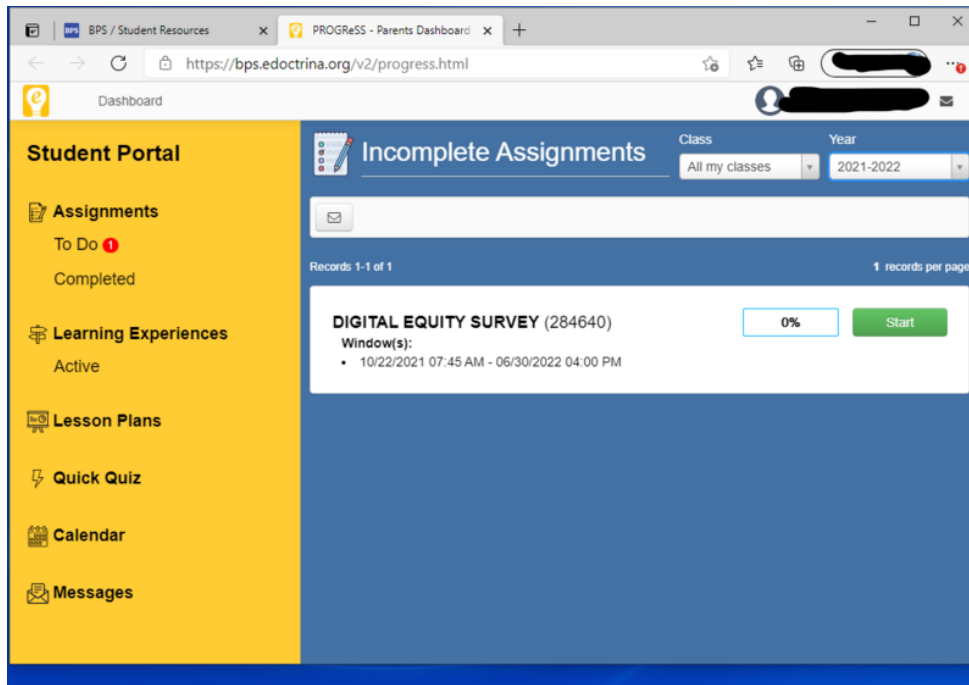 BPS BPS / Student Resources PROGReSS - Parents Dashboard
https://bps.edoctrina.org/v2/progress.html
e Dashboard
Student Portal
Assignments
To Do 1
Completed
Learning Experiences
Active
Lesson Plans
Quick Quiz
Calendar
Messages
Incomplete Assignments
Class
All my classes
Year
2021-2022
Records 1-1 of 1 1 records per page
DIGITAL EQUITY SURVEY (284640) 0% Start
Window(s):
• 10/22/2021 07:45 AM - 06/30/2022 04:00 PM